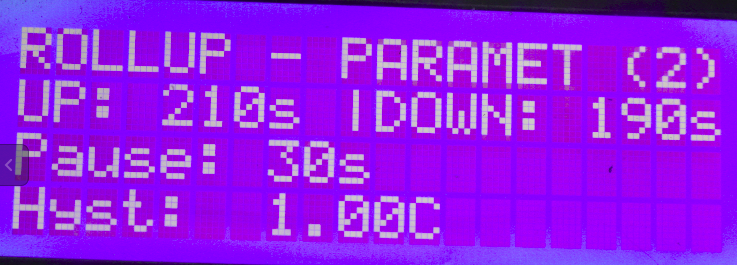 ROLLUP - PARAMET (2)
UP: 210s |DOWN: 190s
Pause: 30s
Hyst: 1.00C